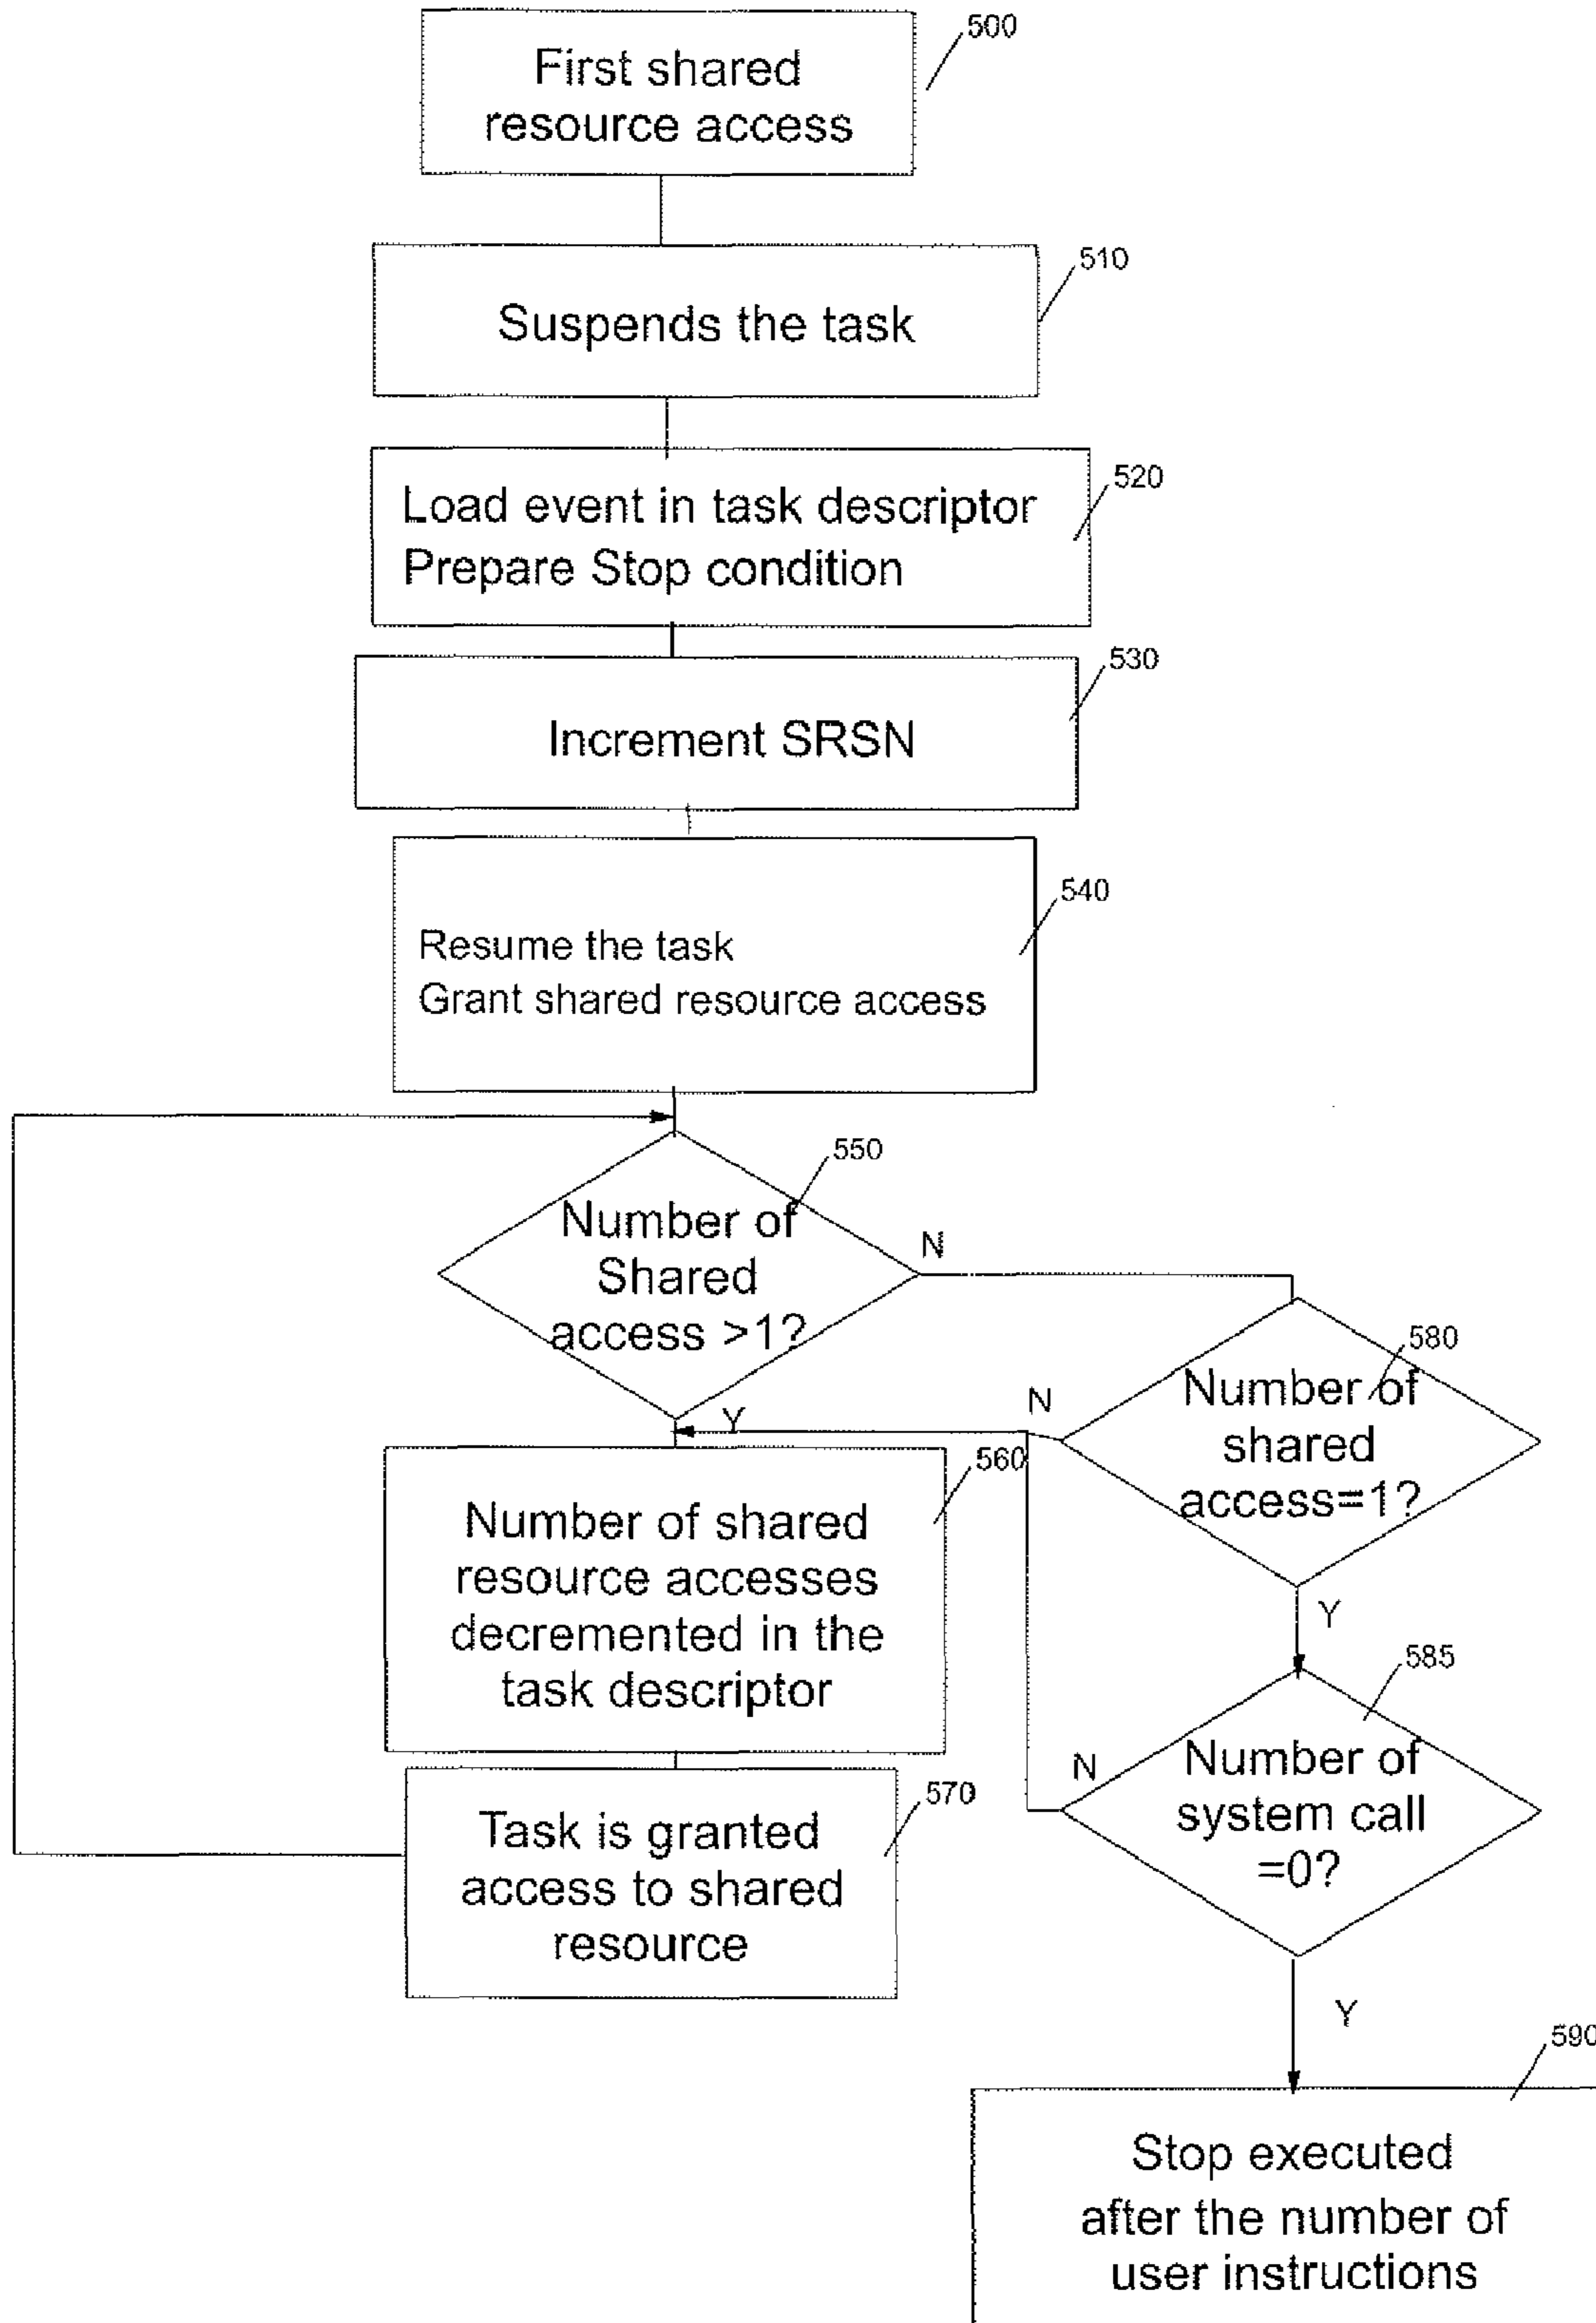 500
First shared
resource access
510
Suspends the task
520
Load event in task descriptor
Prepare Stop condition
530
Increment SRSN
540
Resume the task
Grant shared resource access
550
Number of
Shared
access >1?
N
Y
580
Number of
shared
access=1?
N
Y
560
Number of shared
resource accesses
decremented in the
task descriptor
585
Number of
system call
=0?
N
Y
570
Task is granted
access to shared
resource
590
Stop executed
after the number of
user instructions